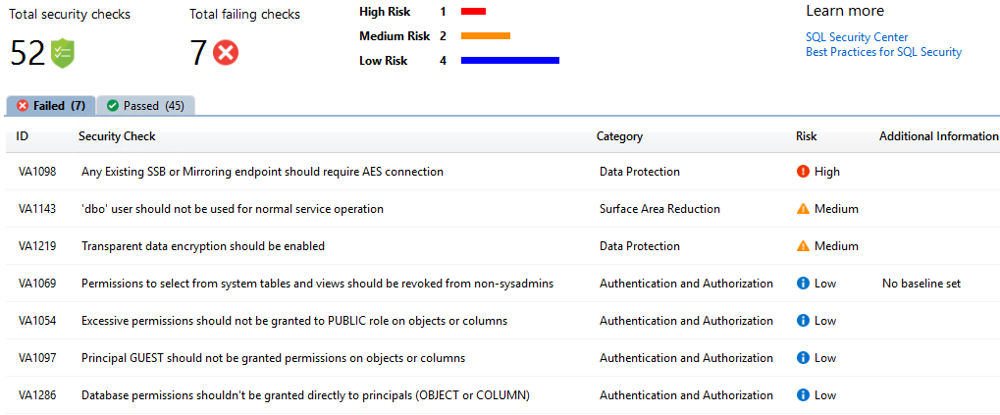 Total security checks
52
Total failing checks
7
High Risk 1
Medium Risk 2
Low Risk 4
Learn more
SQL Security Center
Best Practices for SQL Security
Failed (7) Passed (45)
ID Security Check Category Risk Additional Information
VA1098 Any Existing SSB or Mirroring endpoint should require AES connection Data Protection High
VA1143 'dbo' user should not be used for normal service operation Surface Area Reduction Medium
VA1219 Transparent data encryption should be enabled Data Protection Medium
VA1069 Permissions to select from system tables and views should be revoked from non-sysadmins Authentication and Authorization Low No baseline set
VA1054 Excessive permissions should not be granted to PUBLIC role on objects or columns Authentication and Authorization Low
VA1097 Principal GUEST should not be granted permissions on objects or columns Authentication and Authorization Low
VA1286 Database permissions shouldn't be granted directly to principals (OBJECT or COLUMN) Authentication and Authorization Low